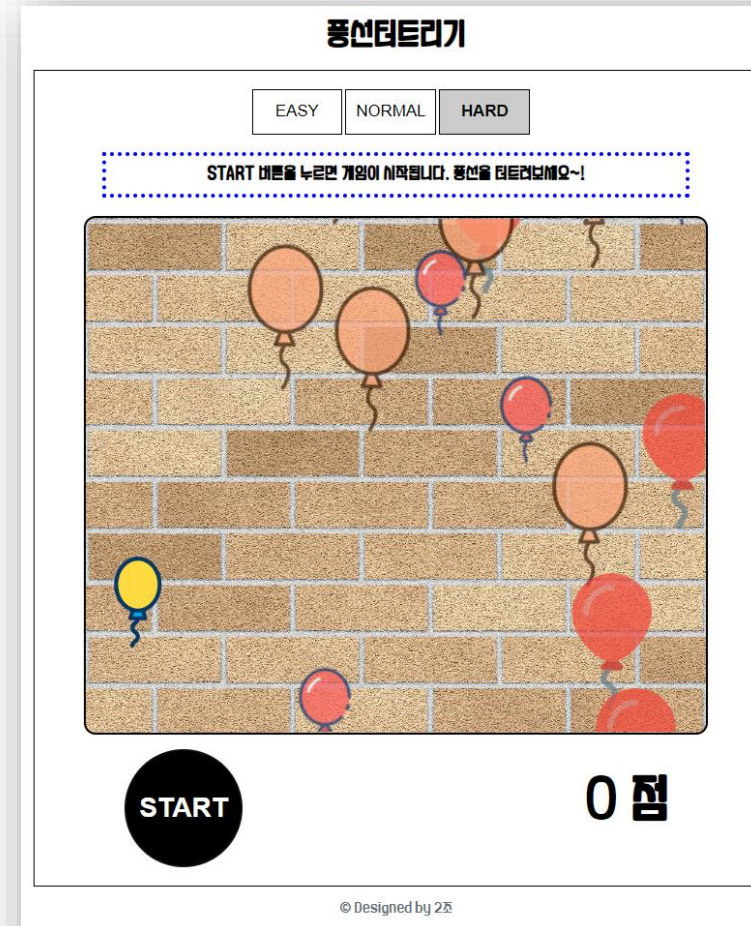 풍선터트리기
EASY NORMAL HARD
START 버튼을 누르면 게임이 시작됩니다. 풍선을 터트려보세요~!
START
0 점
© Designed by 2조